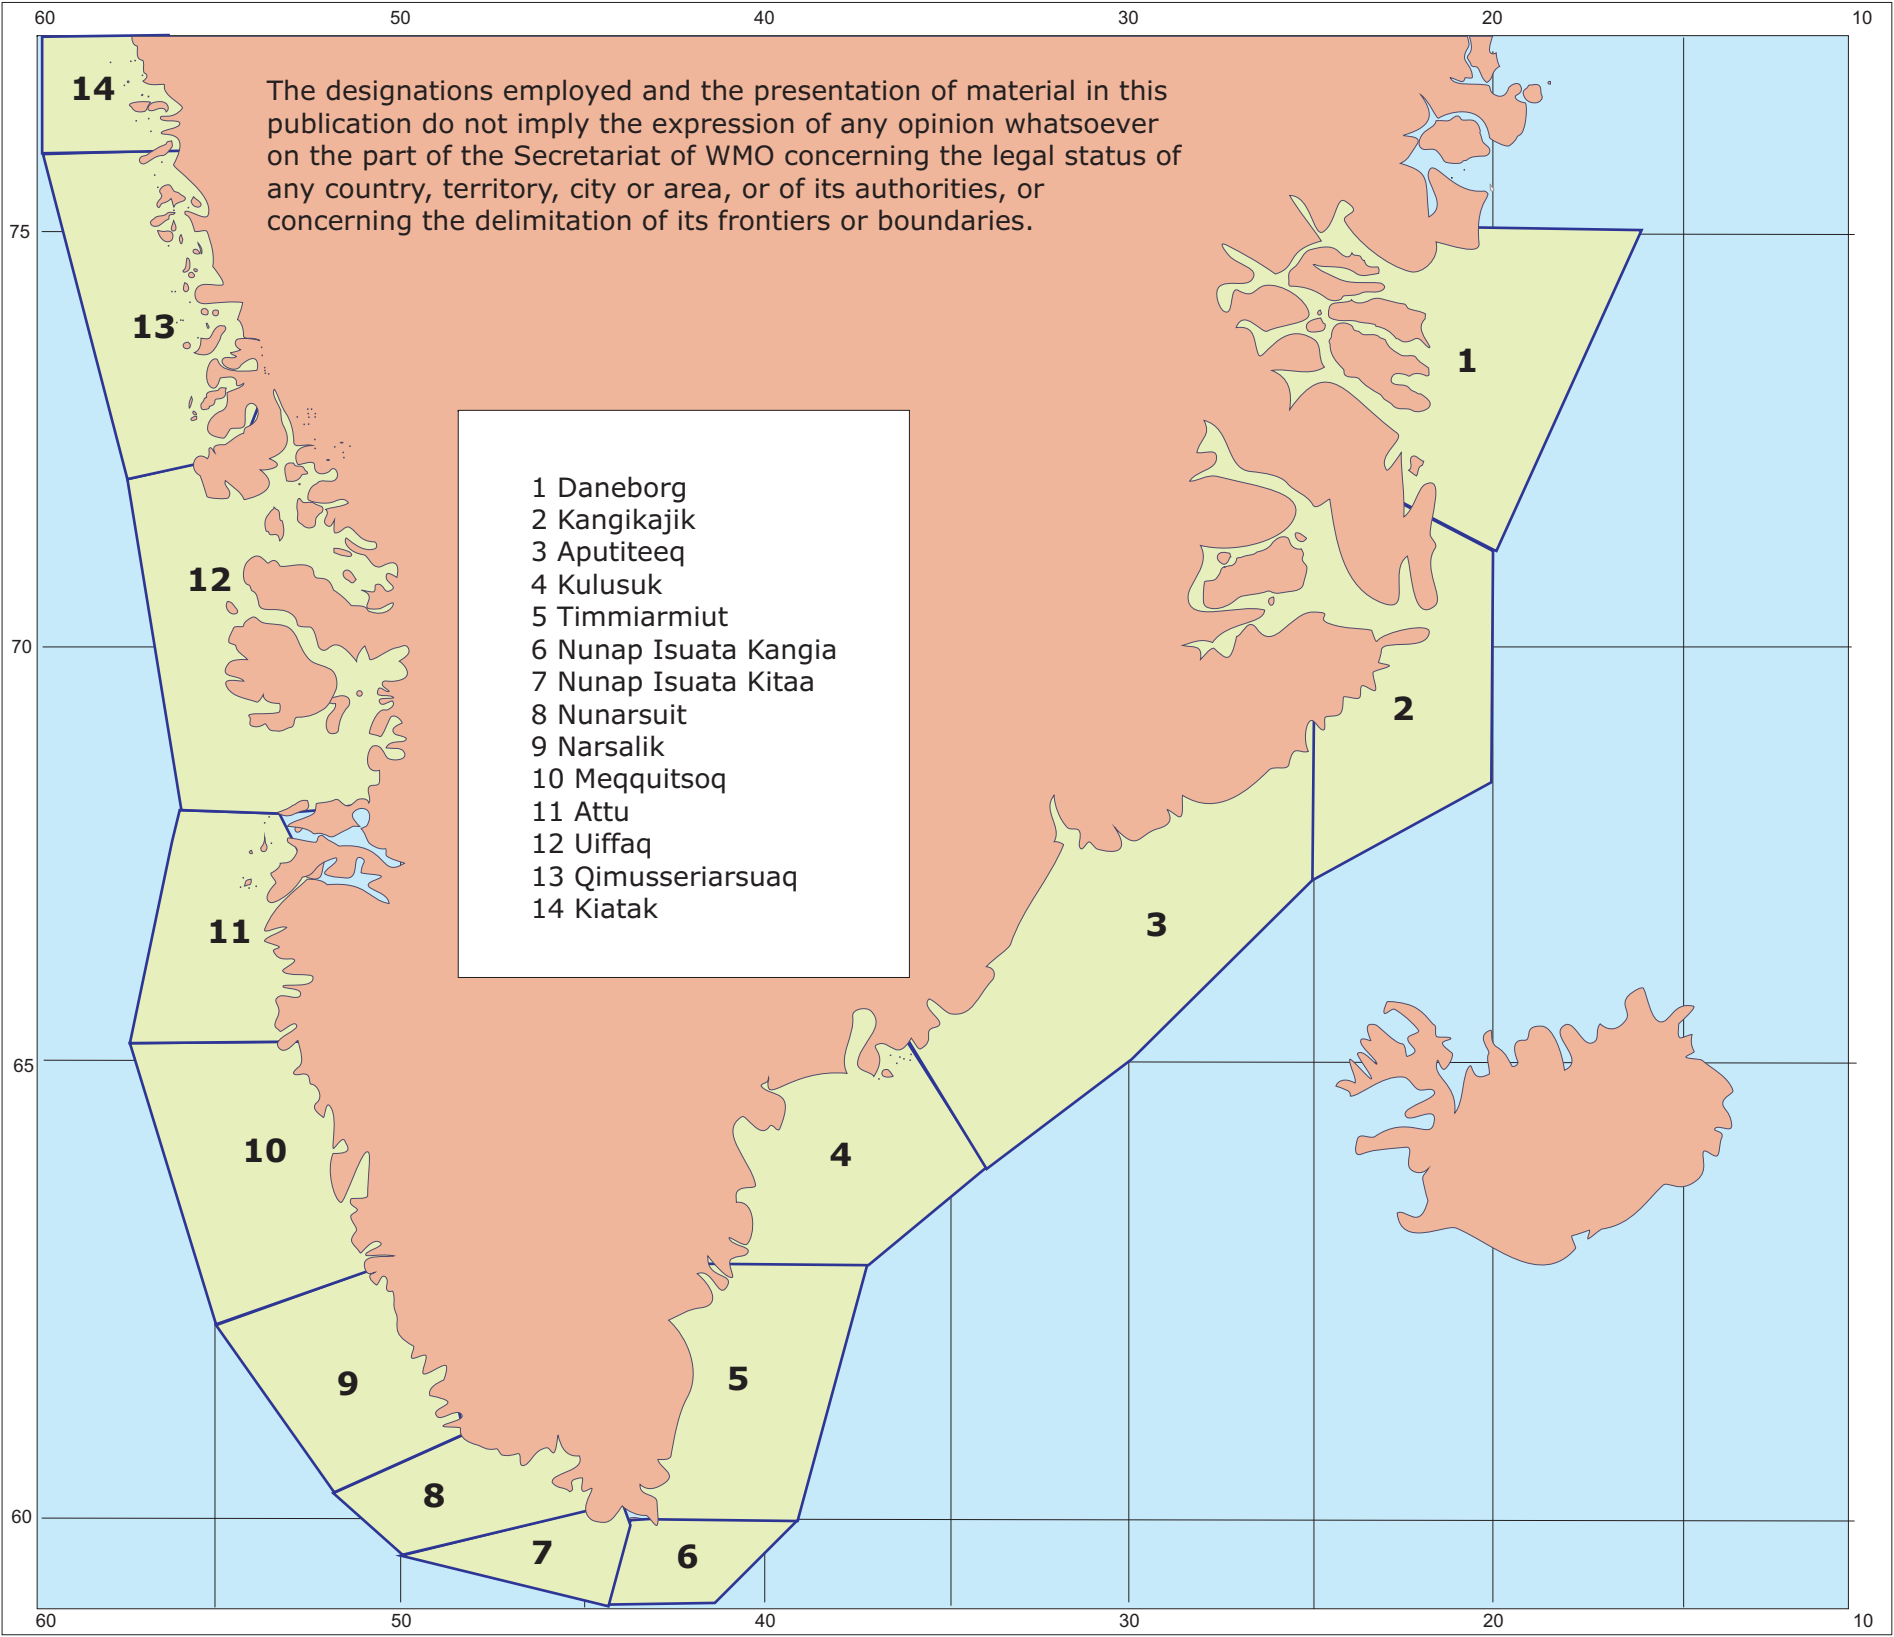 60 50 40 30 20 10
14
The designations employed and the presentation of material in this
publication do not imply the expression of any opinion whatsoever
on the part of the Secretariat of WMO concerning the legal status of
any country, territory, city or area, or of its authorities, or
concerning the delimitation of its frontiers or boundaries.
75
13
1
1 Daneborg
2 Kangikajik
3 Aputiteeq
4 Kulusuk
5 Timmiarmiut
6 Nunap Isuata Kangia
7 Nunap Isuata Kitaa
8 Nunarsuit
9 Narsalik
10 Meqquitsoq
11 Attu
12 Uiffaq
13 Qimusseriarsuaq
14 Kiatak
12
70
2
3
11
65
10
4
5
9
8
60
7
6
60 50 40 30 20 10